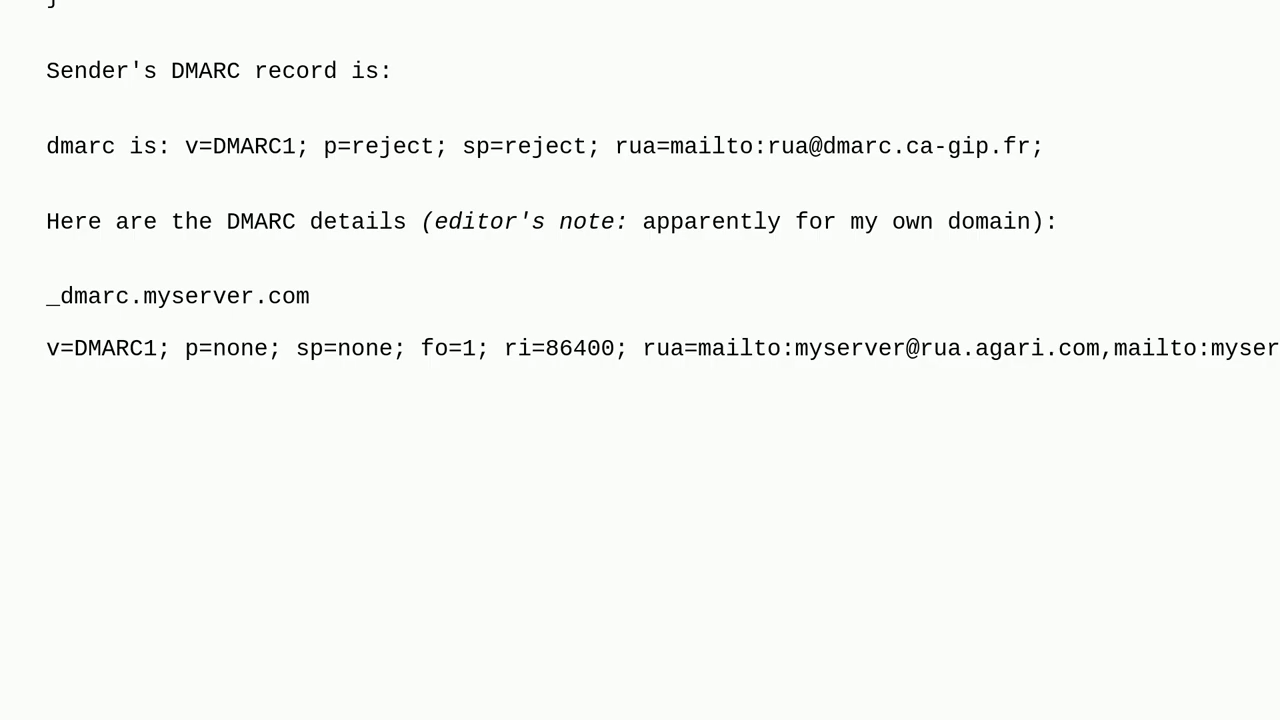 Sender's DMARC record is:
dmarc is: v=DMARC1; p=reject; sp=reject; rua=mailto:rua@dmarc.ca-gip.fr;
Here are the DMARC details (editor's note: apparently for my own domain):
_dmarc.myserver.com
v=DMARC1; p=none; sp=none; fo=1; ri=86400; rua=mailto:myserver@rua.agari.com,mailto:myser